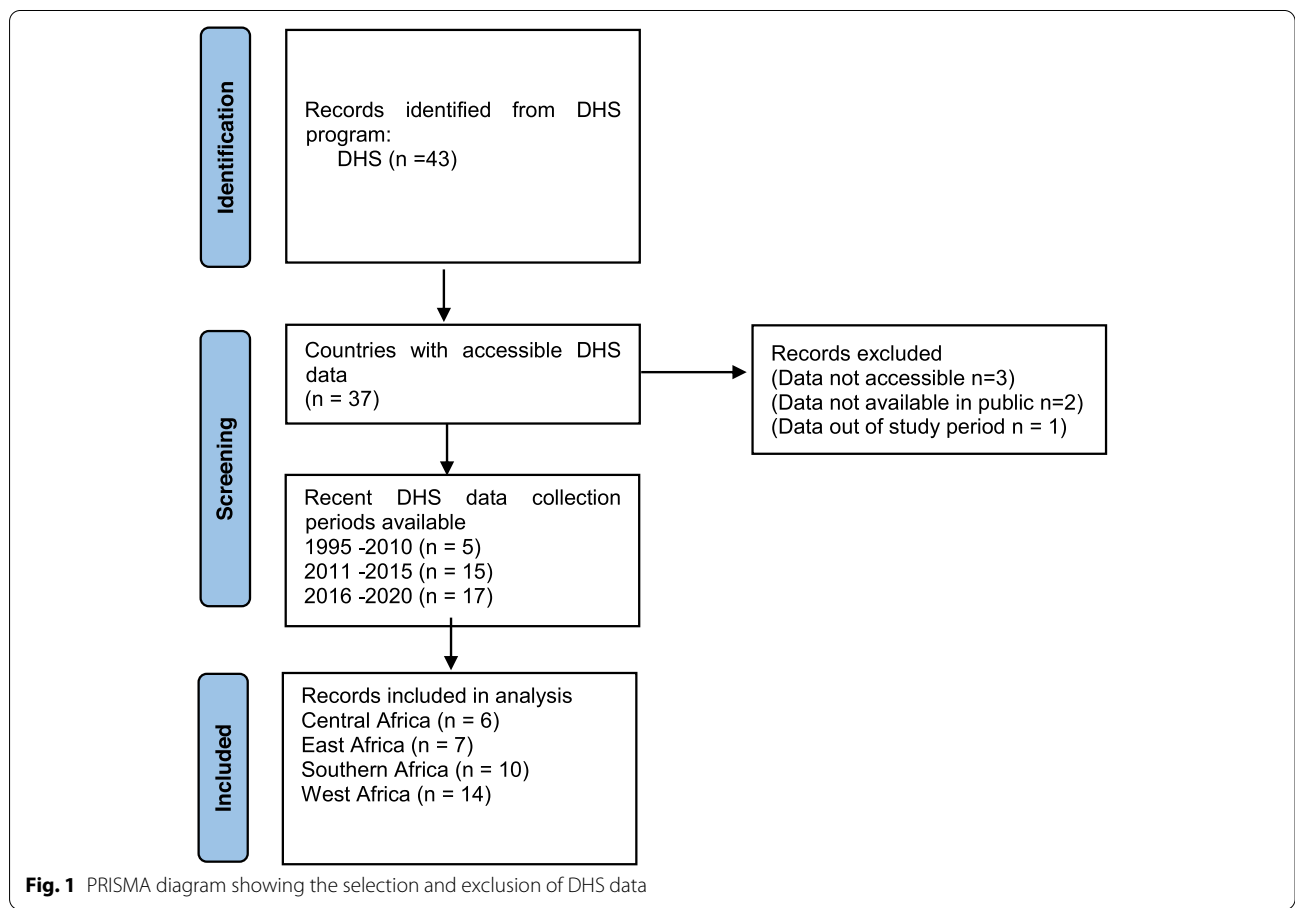 Identification
Records identified from DHS
program:
DHS (n =43)
Screening
Countries with accessible DHS
data
(n = 37)
Records excluded
(Data not accessible n=3)
(Data not available in public n=2)
(Data out of study period n = 1)
Recent DHS data collection
periods available
1995 -2010 (n = 5)
2011 -2015 (n = 15)
2016 -2020 (n = 17)
Included
Records included in analysis
Central Africa (n = 6)
East Africa (n = 7)
Southern Africa (n = 10)
West Africa (n = 14)
Fig. 1 PRISMA diagram showing the selection and exclusion of DHS data